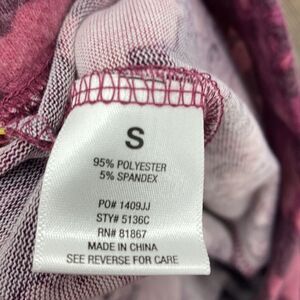 S
95% POLYESTER
5% SPANDEX
PO# 1409JJ
STY# 5136C
RN# 81867
MADE IN CHINA
SEE REVERSE FOR CARE